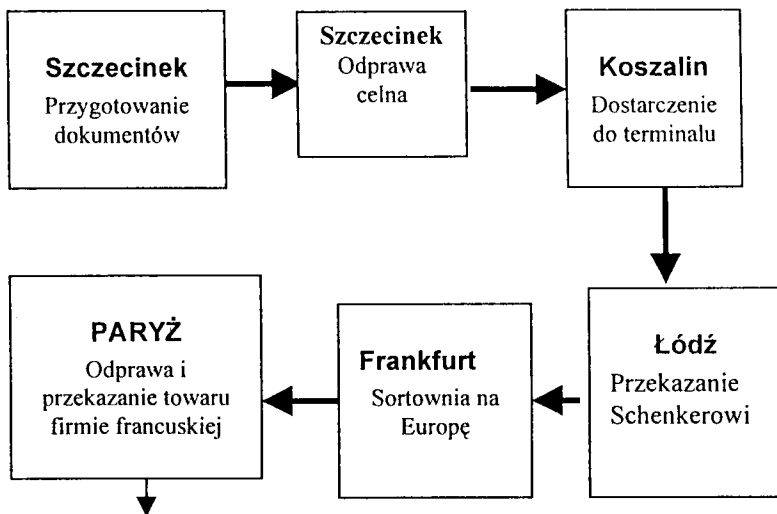 Szczecinek
Przygotowanie
dokumentów
Szczecinek
Odprawa
celna
Koszalin
Dostarczenie
do terminalu
Łódź
Przekazanie
Schenkerowi
Frankfurt
Sortownia na
Europę
PARYŻ
Odprawa i
przekazanie towaru
firmie francuskiej